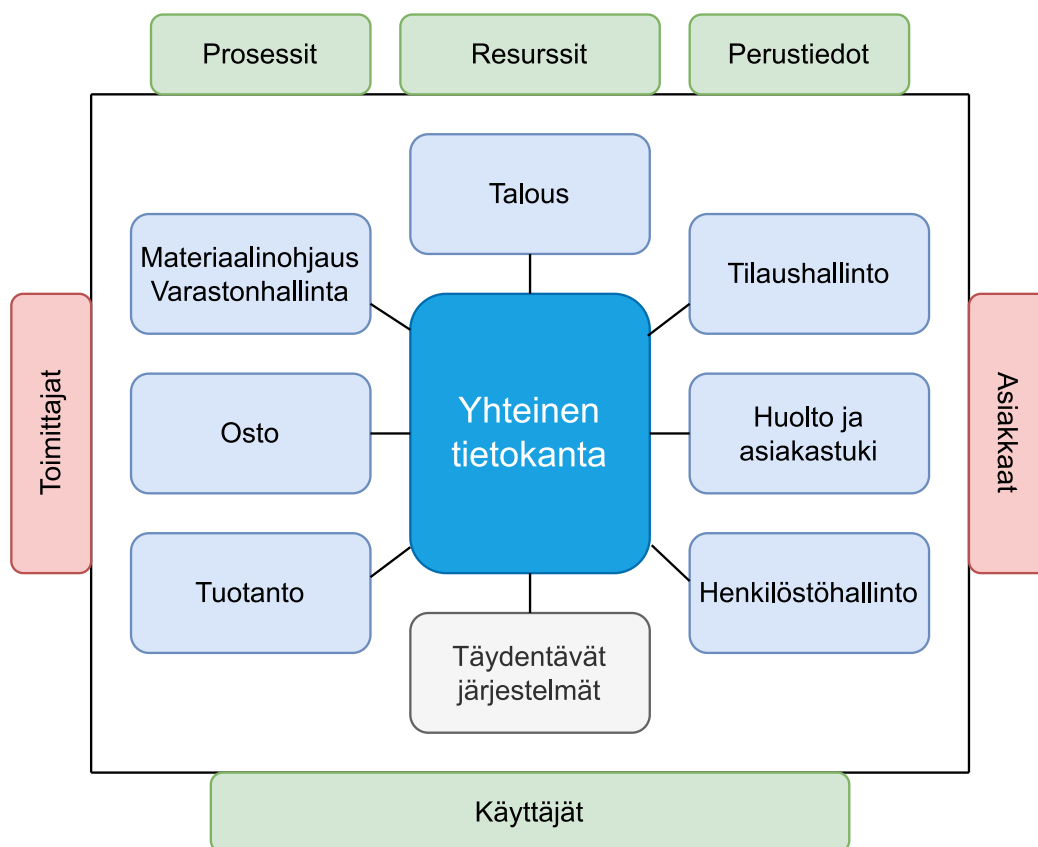 Prosessit
Resurssit
Perustiedot
Talous
Materiaalinohjaus
Varastonhallinta
Tilaushallinto
Toimittajat
Osto
Yhteinen
tietokanta
Huolto ja
asiakastuki
Asiakkaat
Tuotanto
Henkilöstöhallinto
Täydentävät
järjestelmät
Käyttäjät